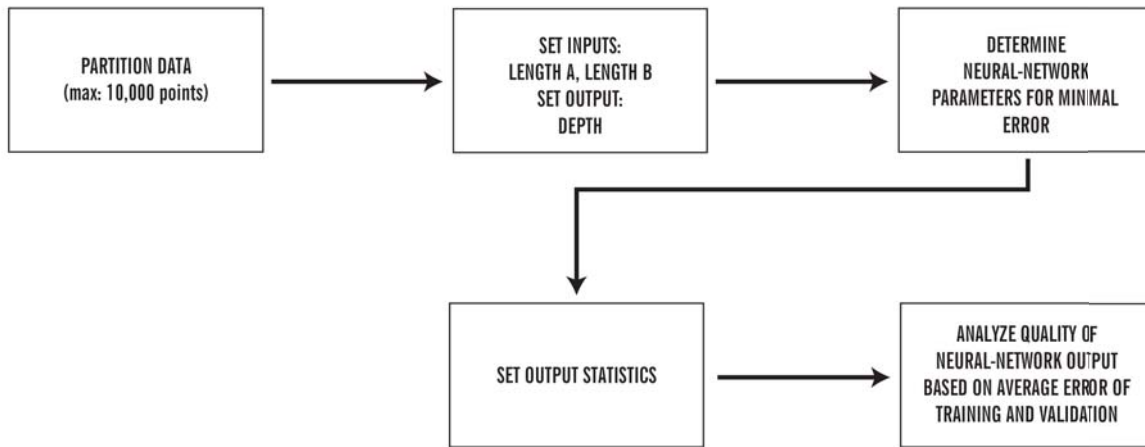 PARTITION DATA
(max: 10,000 points)
SET INPUTS:
LENGTH A, LENGTH B
SET OUTPUT:
DEPTH
DETERMINE
NEURAL-NETWORK
PARAMETERS FOR MINIMAL
ERROR
SET OUTPUT STATISTICS
ANALYZE QUALITY OF
NEURAL-NETWORK OUTPUT
BASED ON AVERAGE ERROR OF
TRAINING AND VALIDATION